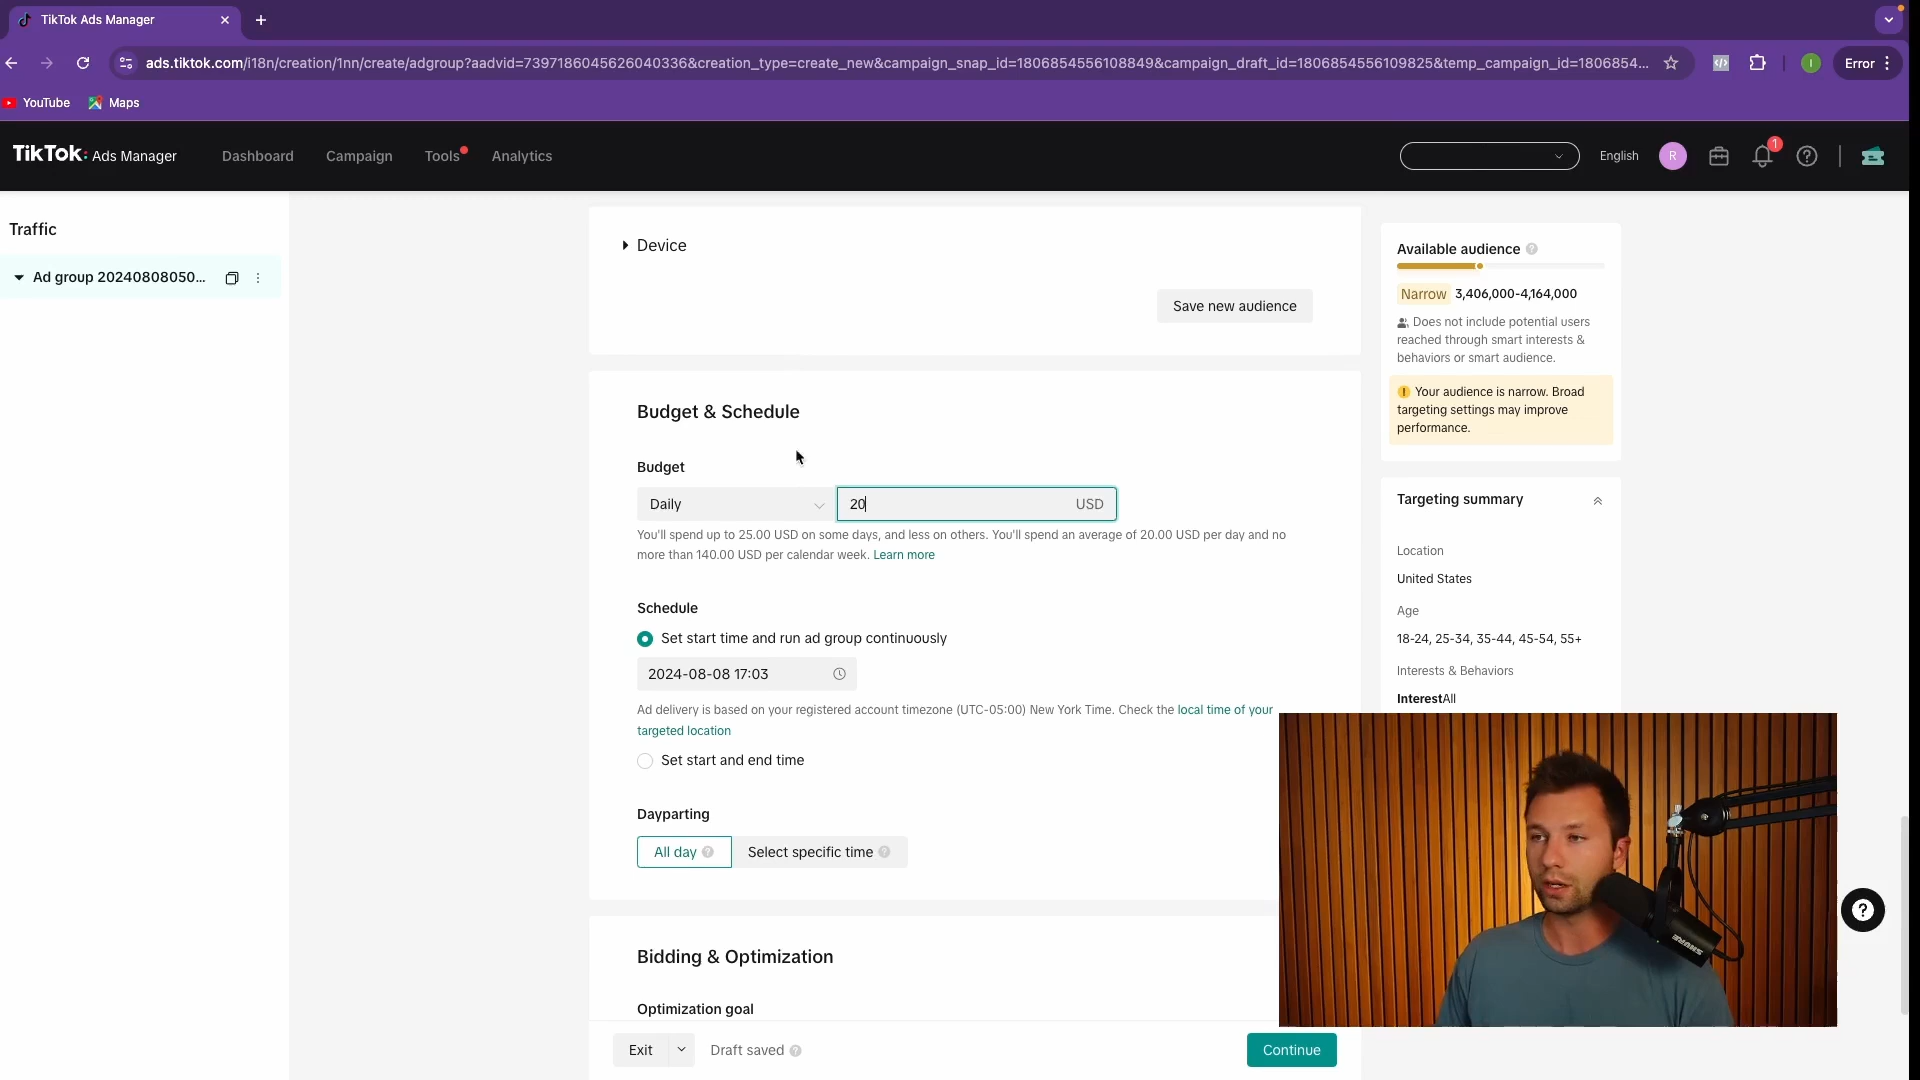 TikTok Ads Manager
ads.tiktok.com/i18n/creation/1nn/create/adgroup?aadvid=7397186045626040336&creation_type=create_new&campaign_snap_id=1806854556108849&campaign_draft_id=1806854556109825&temp_campaign_id=1806854...
I
Error
YouTube
Maps
TikTok: Ads Manager
Dashboard
Campaign
Tools
Analytics
English
R
1
Traffic
Ad group 20240808050...
Device
Save new audience
Budget & Schedule
Budget
Daily
20
USD
You'll spend up to 25.00 USD on some days, and less on others. You'll spend an average of 20.00 USD per day and no
more than 140.00 USD per calendar week. Learn more
Schedule
Set start time and run ad group continuously
2024-08-08 17:03
Ad delivery is based on your registered account timezone (UTC-05:00) New York Time. Check the local time of your
targeted location
Set start and end time
Dayparting
All day
Select specific time
Bidding & Optimization
Optimization goal
Exit
Draft saved
Continue
Available audience
Narrow 3,406,000-4,164,000
Does not include potential users
reached through smart interests &
behaviors or smart audience.
Your audience is narrow. Broad
targeting settings may improve
performance.
Targeting summary
Location
United States
Age
18-24, 25-34, 35-44, 45-54, 55+
Interests & Behaviors
InterestAll
SHURE